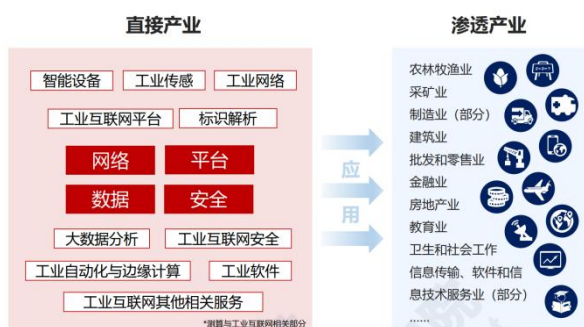 直接产业
渗透产业
智能设备
工业传感
工业网络
工业互联网平台
标识解析
网络
平台
数据
安全
大数据分析
工业互联网安全
工业自动化与边缘计算
工业软件
工业互联网其他相关服务
*测算与工业互联网相关部分
应
用
农林牧渔业
采矿业
制造业（部分）
建筑业
批发和零售业
金融业
房地产业
教育业
卫生和社会工作
信息传输、软件和信
息技术服务业（部分）
......